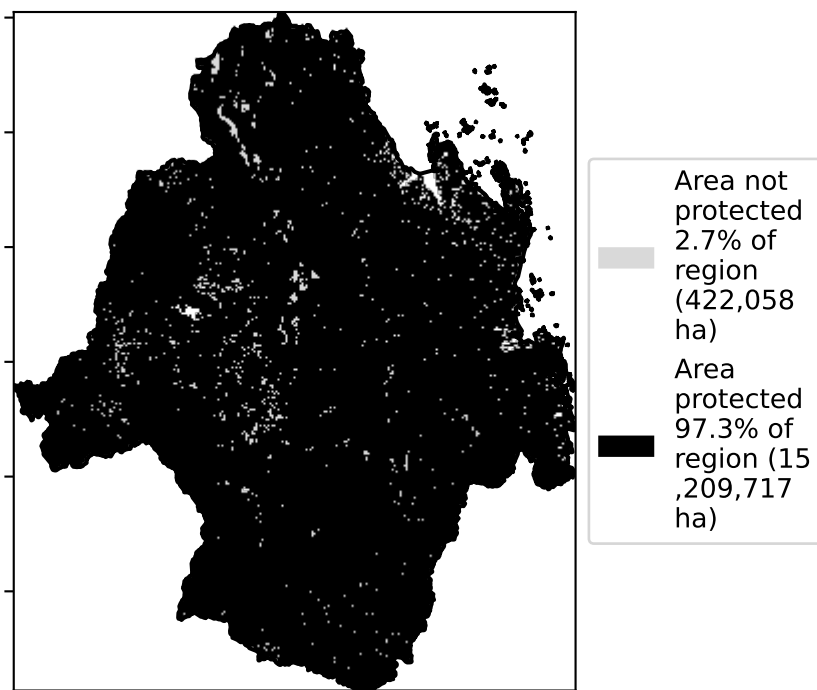 Area not
protected
2.7% of
region
(422,058
ha)
Area
protected
97.3% of
region (15
,209,717
ha)